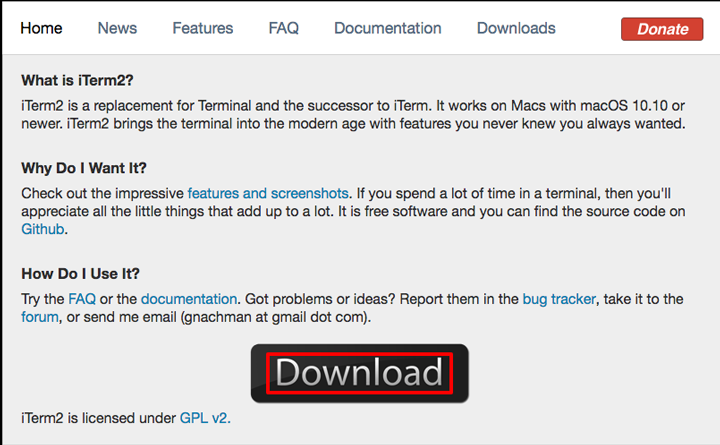 Home News Features FAQ Documentation Downloads Donate
What is iTerm2?
iTerm2 is a replacement for Terminal and the successor to iTerm. It works on Macs with macOS 10.10 or
newer. iTerm2 brings the terminal into the modern age with features you never knew you always wanted.
Why Do I Want It?
Check out the impressive features and screenshots. If you spend a lot of time in a terminal, then you'll
appreciate all the little things that add up to a lot. It is free software and you can find the source code on
Github.
How Do I Use It?
Try the FAQ or the documentation. Got problems or ideas? Report them in the bug tracker, take it to the
forum, or send me email (gnachman at gmail dot com).
Download
iTerm2 is licensed under GPL v2.